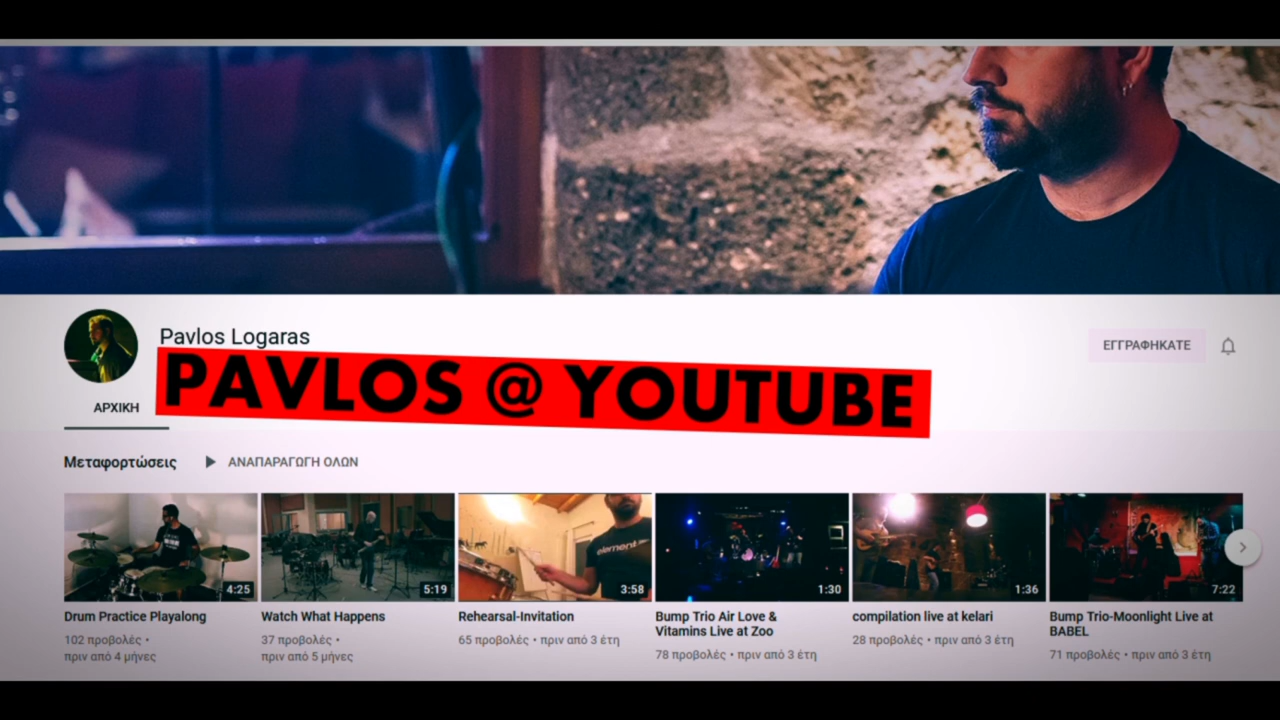 Pavlos Logaras
PAVLOS @ YOUTUBE
ΕΓΓΡΑΦΗΚΑΤΕ
ΑΡΧΙΚΗ
Μεταφορτώσεις
ΑΝΑΠΑΡΑΓΩΓΗ ΟΛΩΝ
4:25
5:19
element
3:58
1:30
1:36
7:22
Drum Practice Playalong
102 προβολές •
πριν από 4 μήνες
Watch What Happens
37 προβολές •
πριν από 5 μήνες
Rehearsal-Invitation
65 προβολές • πριν από 3 έτη
Bump Trio Air Love &
Vitamins Live at Zoo
78 προβολές • πριν από 3 έτη
compilation live at kelari
28 προβολές • πριν από 3 έτη
Bump Trio-Moonlight Live at
BABEL
71 προβολές • πριν από 3 έτη